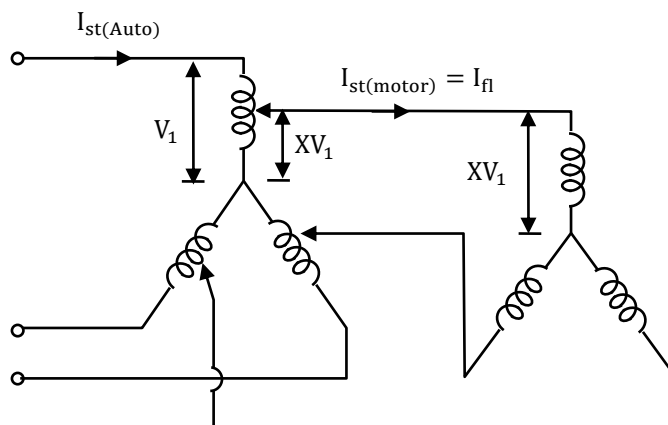 I_st(Auto)
I_st(motor) = I_fl
V_1
XV_1
XV_1